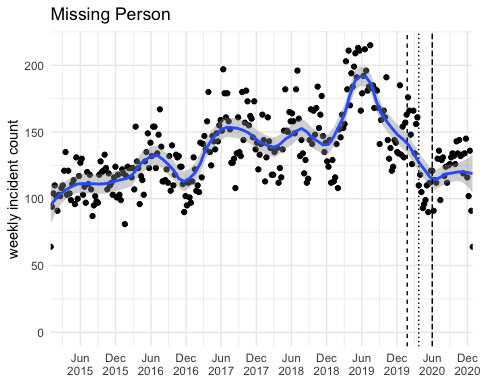 Missing Person
weekly incident count
200
150
100
50
0
Jun Dec Jun Dec Jun Dec Jun Dec Jun Dec Jun Dec
2015 2015 2016 2016 2017 2017 2018 2018 2019 2019 2020 2020